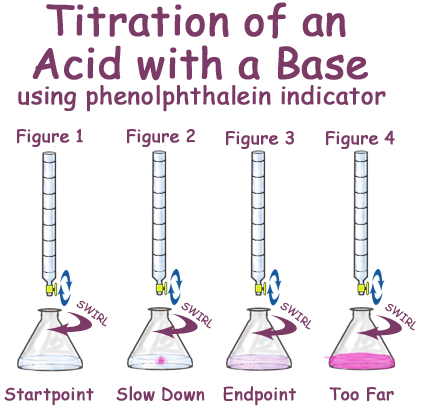 Titration of an
Acid with a Base
using phenolphthalein indicator
Figure 1 Figure 2 Figure 3 Figure 4
SWIRL SWIRL SWIRL SWIRL
Startpoint Slow Down Endpoint Too Far